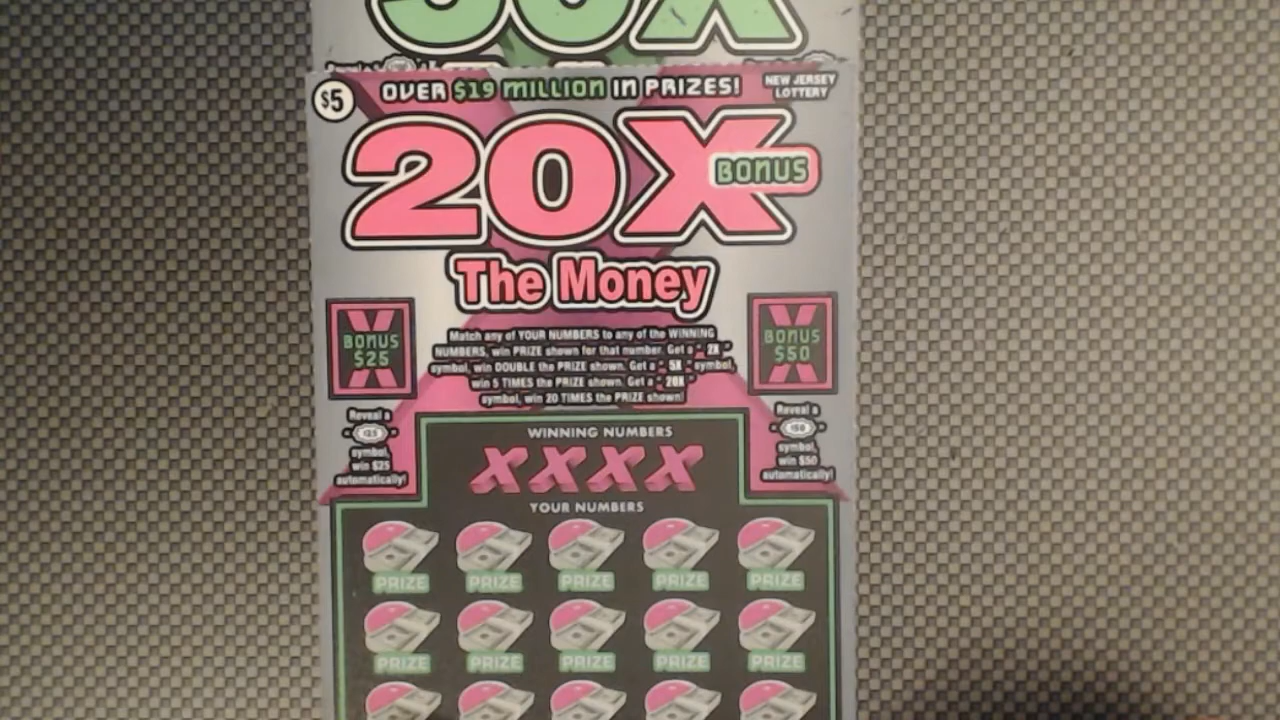 30X
$5
OVER $19 MILLION IN PRIZES!
NEW JERSEY
LOTTERY
20X
BONUS
The Money
BONUS
$25
BONUS
$50
Match any of YOUR NUMBERS to any of the WINNING
NUMBERS, win PRIZE shown for that number. Get a "2X"
symbol, win DOUBLE the PRIZE shown. Get a "5X" symbol,
win 5 TIMES the PRIZE shown. Get a "20X"
symbol, win 20 TIMES the PRIZE shown!
Reveal a
$25
symbol,
win $25
automatically!
Reveal a
$50
symbol,
win $50
automatically!
WINNING NUMBERS
XXXX
YOUR NUMBERS
PRIZE PRIZE PRIZE PRIZE PRIZE
PRIZE PRIZE PRIZE PRIZE PRIZE